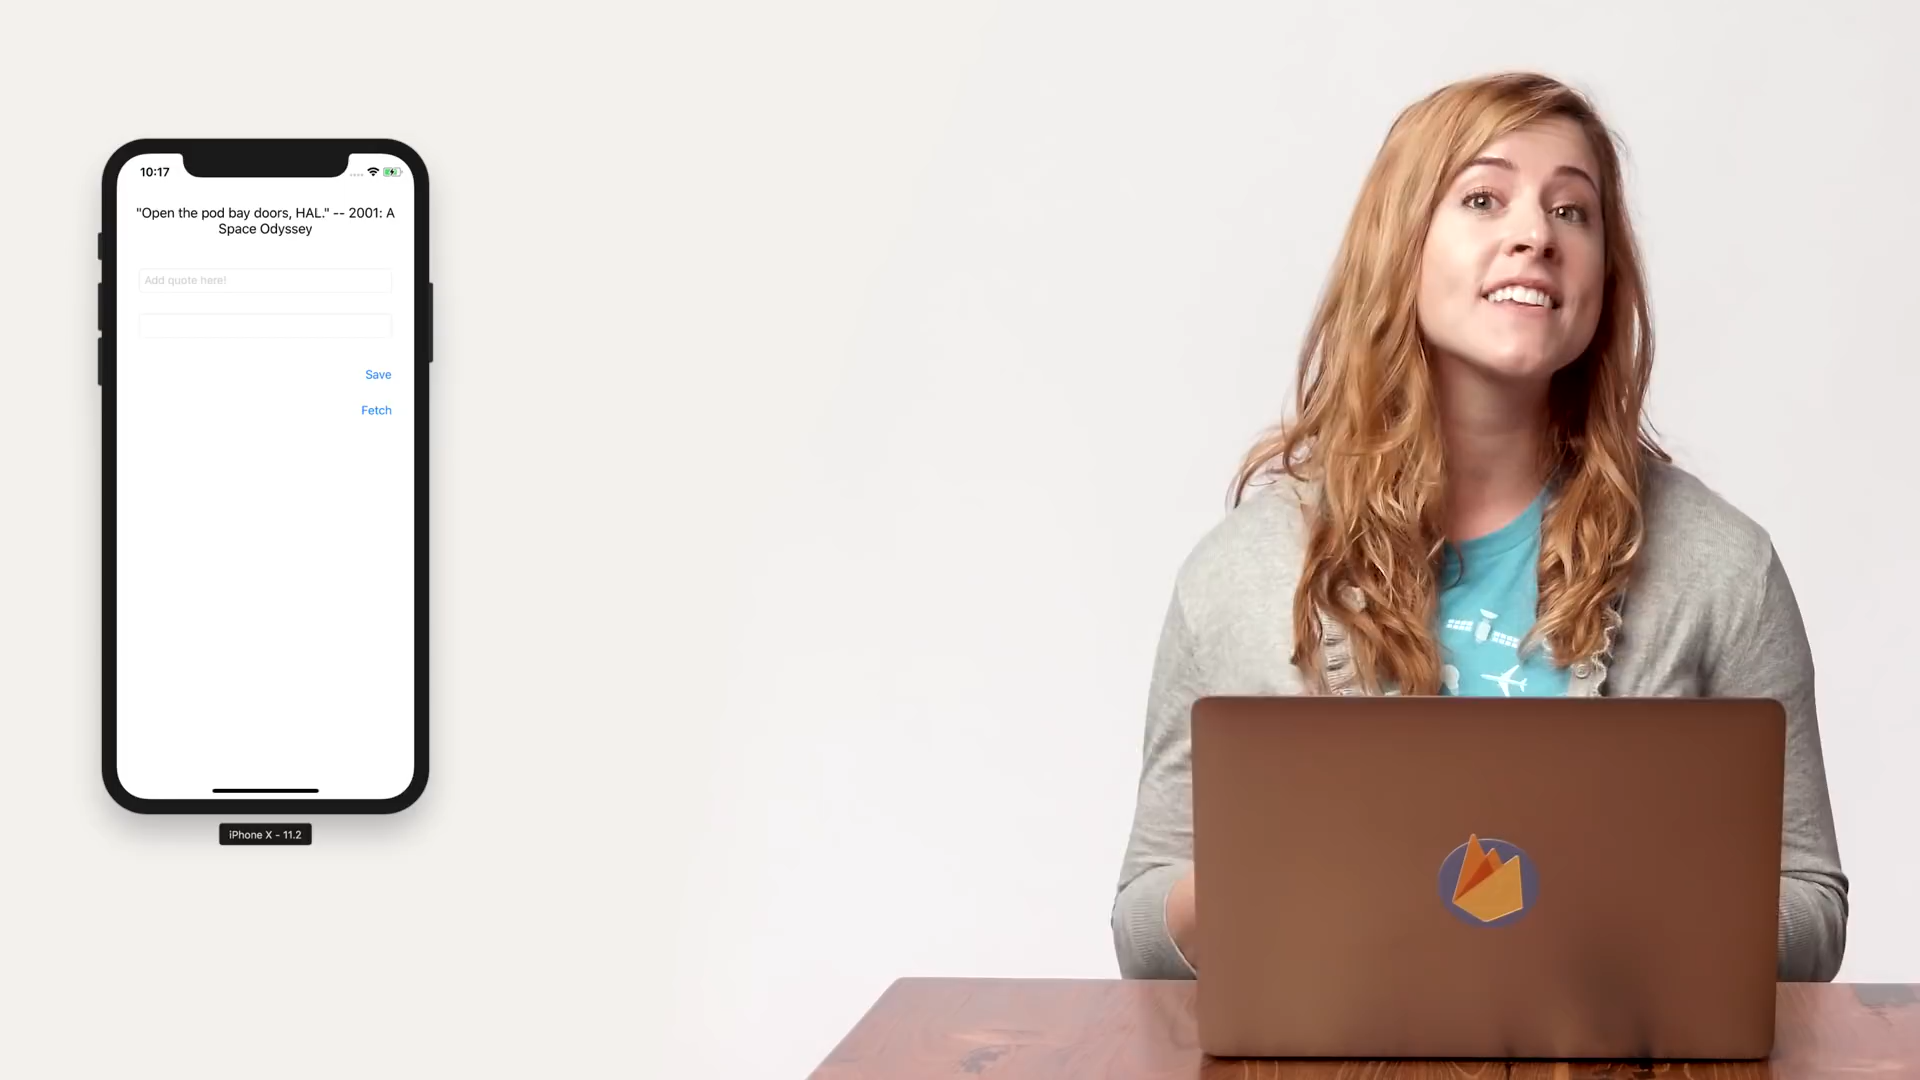 10:17
"Open the pod bay doors, HAL." -- 2001: A
Space Odyssey
Add quote here!
Save
Fetch
iPhone X - 11.2